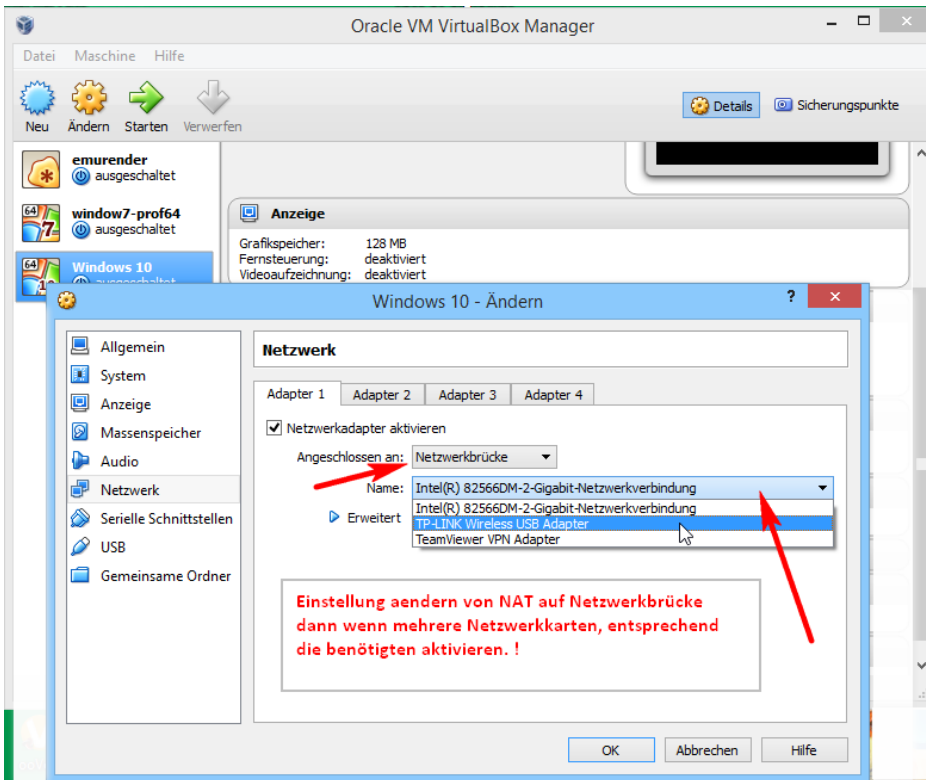 Oracle VM VirtualBox Manager
Datei Maschine Hilfe
Neu Ändern Starten Verwerfen
Details Sicherungspunkte
emurender
ausgeschaltet
64 7 window7-prof64
ausgeschaltet
64 Windows 10
ausgeschaltet
Anzeige
Grafikspeicher: 128 MB
Fernsteuerung: deaktiviert
Videoaufzeichnung: deaktiviert
Windows 10 - Ändern ?
Allgemein
System
Anzeige
Massenspeicher
Audio
Netzwerk
Serielle Schnittstellen
USB
Gemeinsame Ordner
Netzwerk
Adapter 1 Adapter 2 Adapter 3 Adapter 4
Netzwerkadapter aktivieren
Angeschlossen an: Netzwerkbrücke
Name: Intel(R) 82566DM-2-Gigabit-Netzwerkverbindung
Intel(R) 82566DM-2-Gigabit-Netzwerkverbindung
Erweitert TP-LINK Wireless USB Adapter
TeamViewer VPN Adapter
Einstellung aendern von NAT auf Netzwerkbrücke
dann wenn mehrere Netzwerkkarten, entsprechend
die benötigten aktivieren. !
OK Abbrechen Hilfe